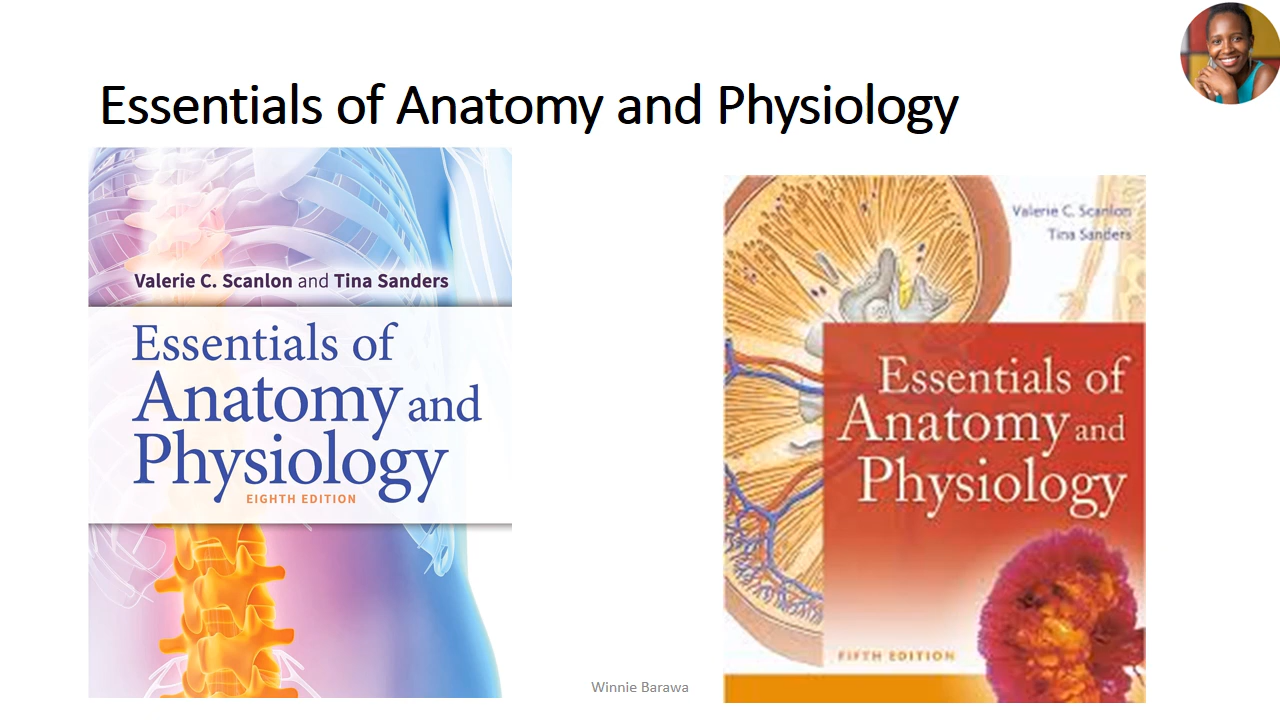 Essentials of Anatomy and Physiology
Valerie C. Scanlon and Tina Sanders
Essentials of
Anatomy and
Physiology
EIGHTH EDITION
Valerie C. Scanlon
Tina Sanders
Essentials of
Anatomy and
Physiology
FIFTH EDITION
Winnie Barawa